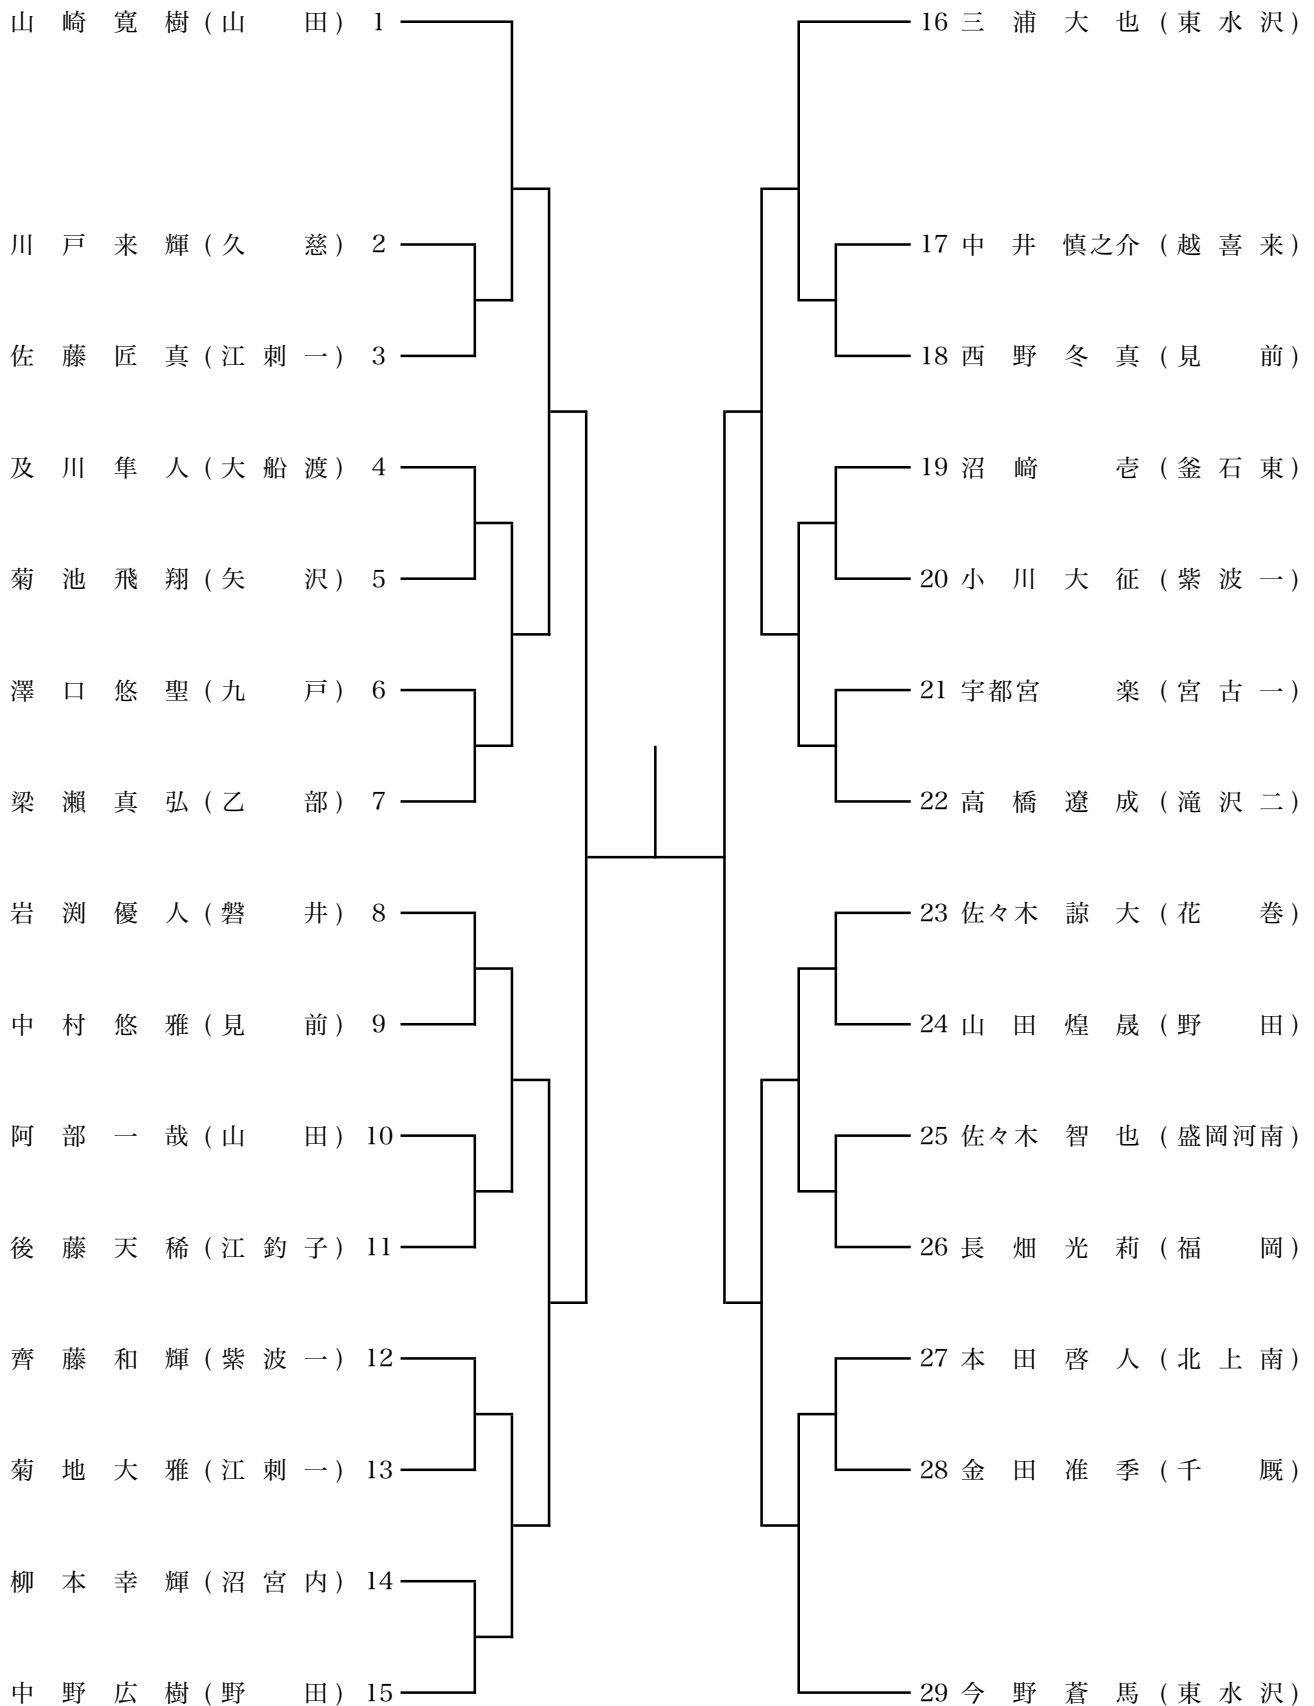 山崎寛樹(山田) 1
川戸来輝(久慈) 2
佐藤匠真(江刺一) 3
及川隼人(大船渡) 4
菊池飛翔(矢沢) 5
澤口悠聖(九戸) 6
梁瀬真弘(乙部) 7
岩渕優人(磐井) 8
中村悠雅(見前) 9
阿部一哉(山田) 10
後藤天稀(江釣子) 11
齊藤和輝(紫波一) 12
菊地大雅(江刺一) 13
柳本幸輝(沼宮内) 14
中野広樹(野田) 15
16 三浦大也(東水沢)
17 中井慎之介(越喜来)
18 西野冬真(見前)
19 沼﨑壱(釜石東)
20 小川大征(紫波一)
21 宇都宮楽(宮古一)
22 高橋遼成(滝沢二)
23 佐々木諒大(花巻)
24 山田煌晟(野田)
25 佐々木智也(盛岡河南)
26 長畑光莉(福岡)
27 本田啓人(北上南)
28 金田准季(千厩)
29 今野蒼馬(東水沢)